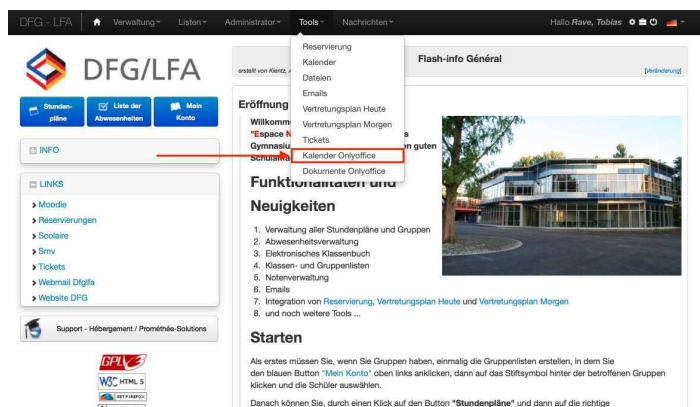 DFG - LFA Verwaltung Listen Administrator Tools Nachrichten Hallo Rave, Tobias
Reservierung
Kalender
Dateien
Emails
Vertretungsplan Heute
Vertretungsplan Morgen
Tickets
Kalender Onlyoffice
Dokumente Onlyoffice
DFG/LFA
Stunden-
pläne
Liste der
Abwesenheiten
Mein
Konto
INFO
LINKS
Moodle
Reservierungen
Scolaire
Smv
Tickets
Webmail Dfglfa
Website DFG
Support - Hébergement / Prométhée-Solutions
GPLV3
W3C HTML 5
GET FIREFOX
Flash-info Général
erstellt von Kientz,
[Veränderung]
Eröffnung
"Espace
guten
Funktionalitäten und
Neuigkeiten
1. Verwaltung aller Stundenpläne und Gruppen
2. Abwesenheitsverwaltung
3. Elektronisches Klassenbuch
4. Klassen- und Gruppenlisten
5. Notenverwaltung
6. Emails
7. Integration von Reservierung, Vertretungsplan Heute und Vertretungsplan Morgen
8. und noch weitere Tools ...
Starten
Als erstes müssen Sie, wenn Sie Gruppen haben, einmalig die Gruppenlisten erstellen, in dem Sie
den blauen Button "Mein Konto" oben links anklicken, dann auf das Stiftsymbol hinter der betroffenen Gruppen
klicken und die Schüler auswählen.
Danach können Sie, durch einen Klick auf den Button "Stundenpläne" und dann auf die richtige